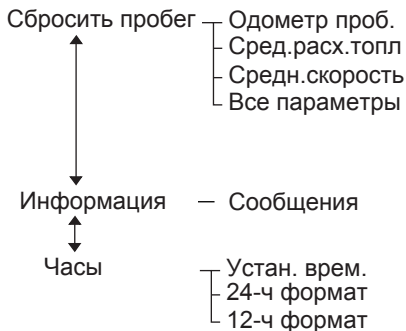 Сбросить пробег Одометр проб.
Сред.расх.топл
Средн.скорость
Все параметры
Информация Сообщения
Часы Устан. врем.
24-ч формат
12-ч формат